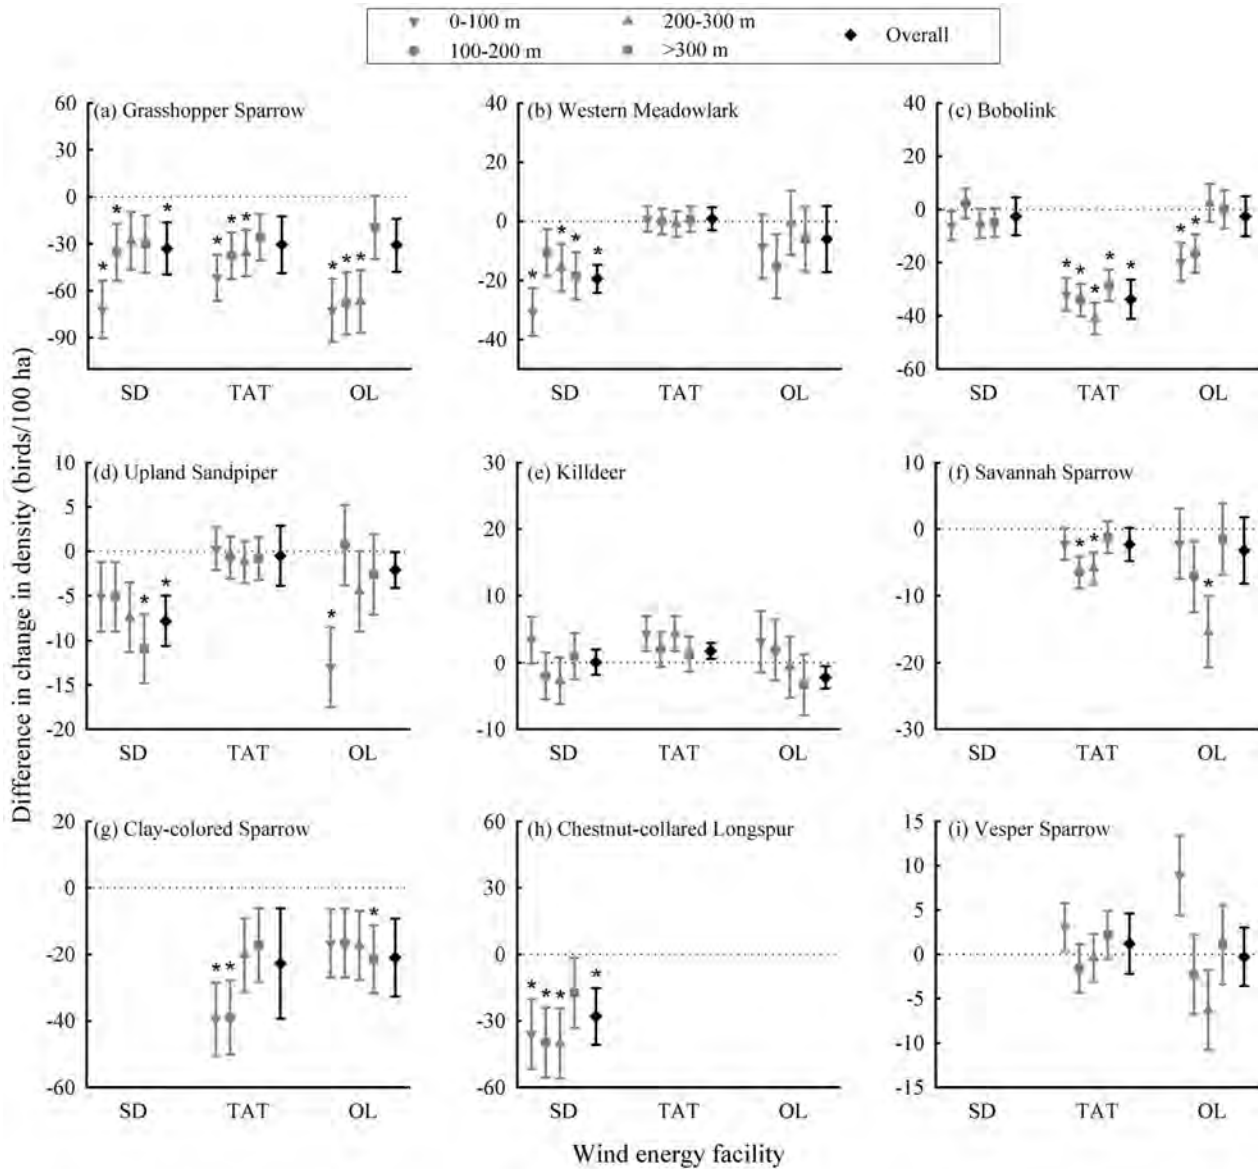 0-100 m 200-300 m Overall
100-200 m >300 m
Difference in change in density (birds/100 ha)
(a) Grasshopper Sparrow
60
30
0
-30
-60
-90
* * * * * * * * *
SD TAT OL
(b) Western Meadowlark
40
20
0
-20
-40
* * * *
SD TAT OL
(c) Bobolink
40
20
0
-20
-40
-60
* * * * * * *
SD TAT OL
(d) Upland Sandpiper
10
5
0
-5
-10
-15
-20
* * *
SD TAT OL
(e) Killdeer
30
20
10
0
-10
SD TAT OL
(f) Savannah Sparrow
10
0
-10
-20
-30
* * *
SD TAT OL
(g) Clay-colored Sparrow
20
0
-20
-40
-60
* * *
SD TAT OL
(h) Chestnut-collared Longspur
60
30
0
-30
-60
* * * *
SD TAT OL
(i) Vesper Sparrow
15
10
5
0
-5
-10
-15
SD TAT OL
Wind energy facility